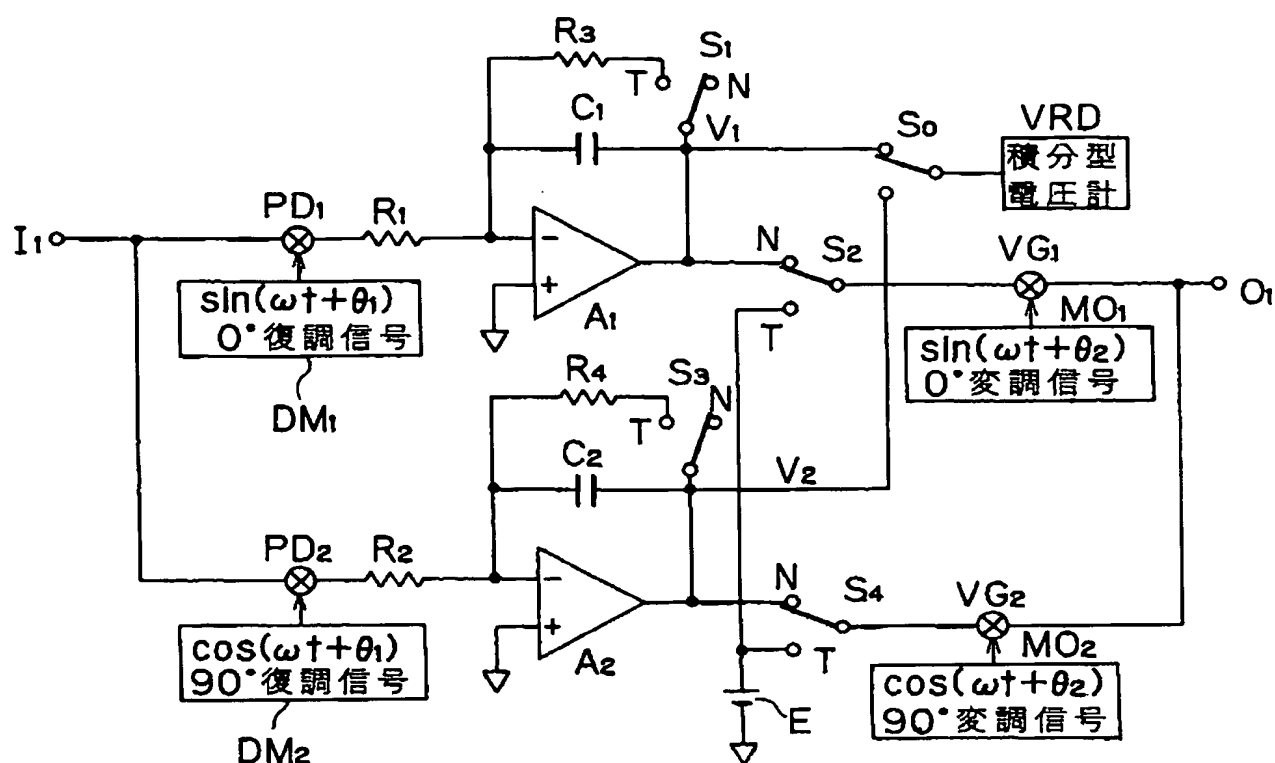 R3
S1
T
N
C1
V1
S0
VRD
積分型
電圧計
PD1
R1
I1
−
+
A1
N
S2
T
VG1
O1
MO1
sin(ωt+θ1)
0°復調信号
DM1
sin(ωt+θ2)
0°変調信号
R4
S3
N
T
C2
V2
PD2
R2
−
+
A2
N
S4
T
VG2
MO2
cos(ωt+θ1)
90°復調信号
DM2
E
cos(ωt+θ2)
90°変調信号